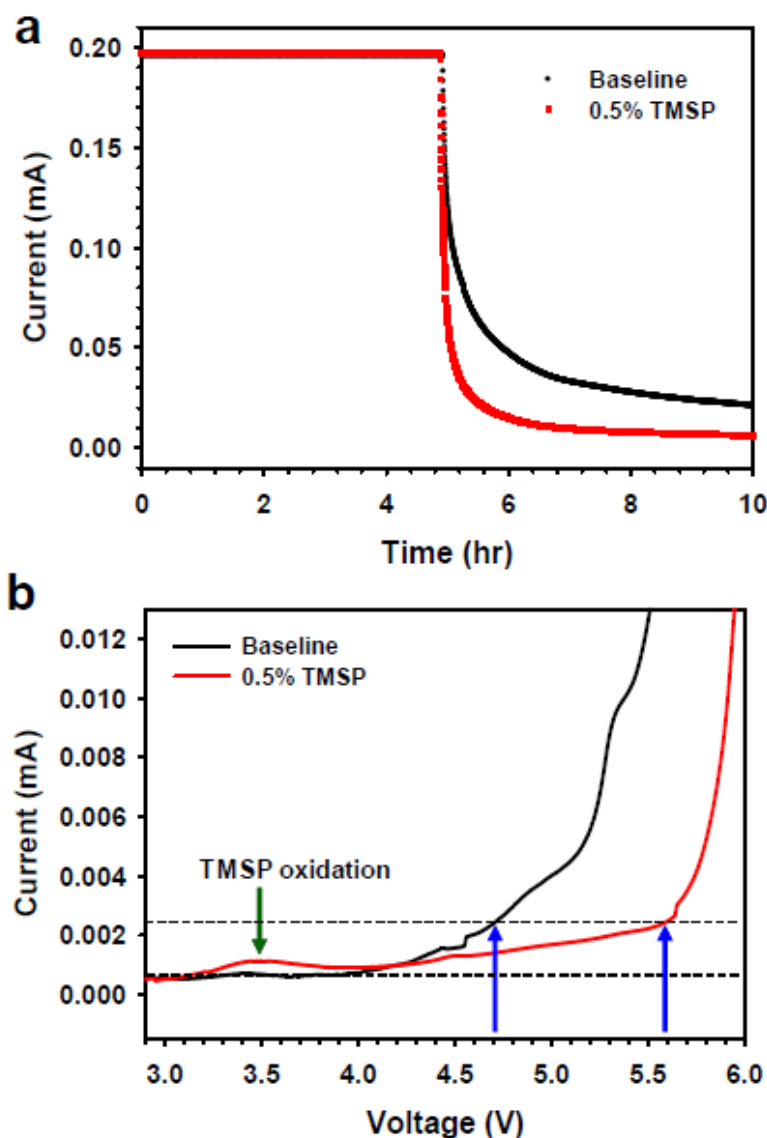 a
0.20
Baseline
0.5% TMSP
0.15
0.10
0.05
0.00
Current (mA)
0 2 4 6 8 10
Time (hr)
b
0.012
Baseline
0.5% TMSP
0.010
0.008
0.006
TMSP oxidation
0.004
0.002
0.000
Current (mA)
3.0 3.5 4.0 4.5 5.0 5.5 6.0
Voltage (V)